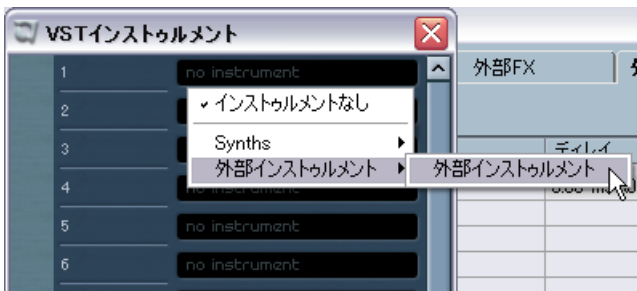 VSTインストゥルメント
1 no instrument
2
3
4
5 no instrument
6 no instrument
インストゥルメントなし
Synths
外部インストゥルメント
外部インストゥルメント
外部FX
ディレイ